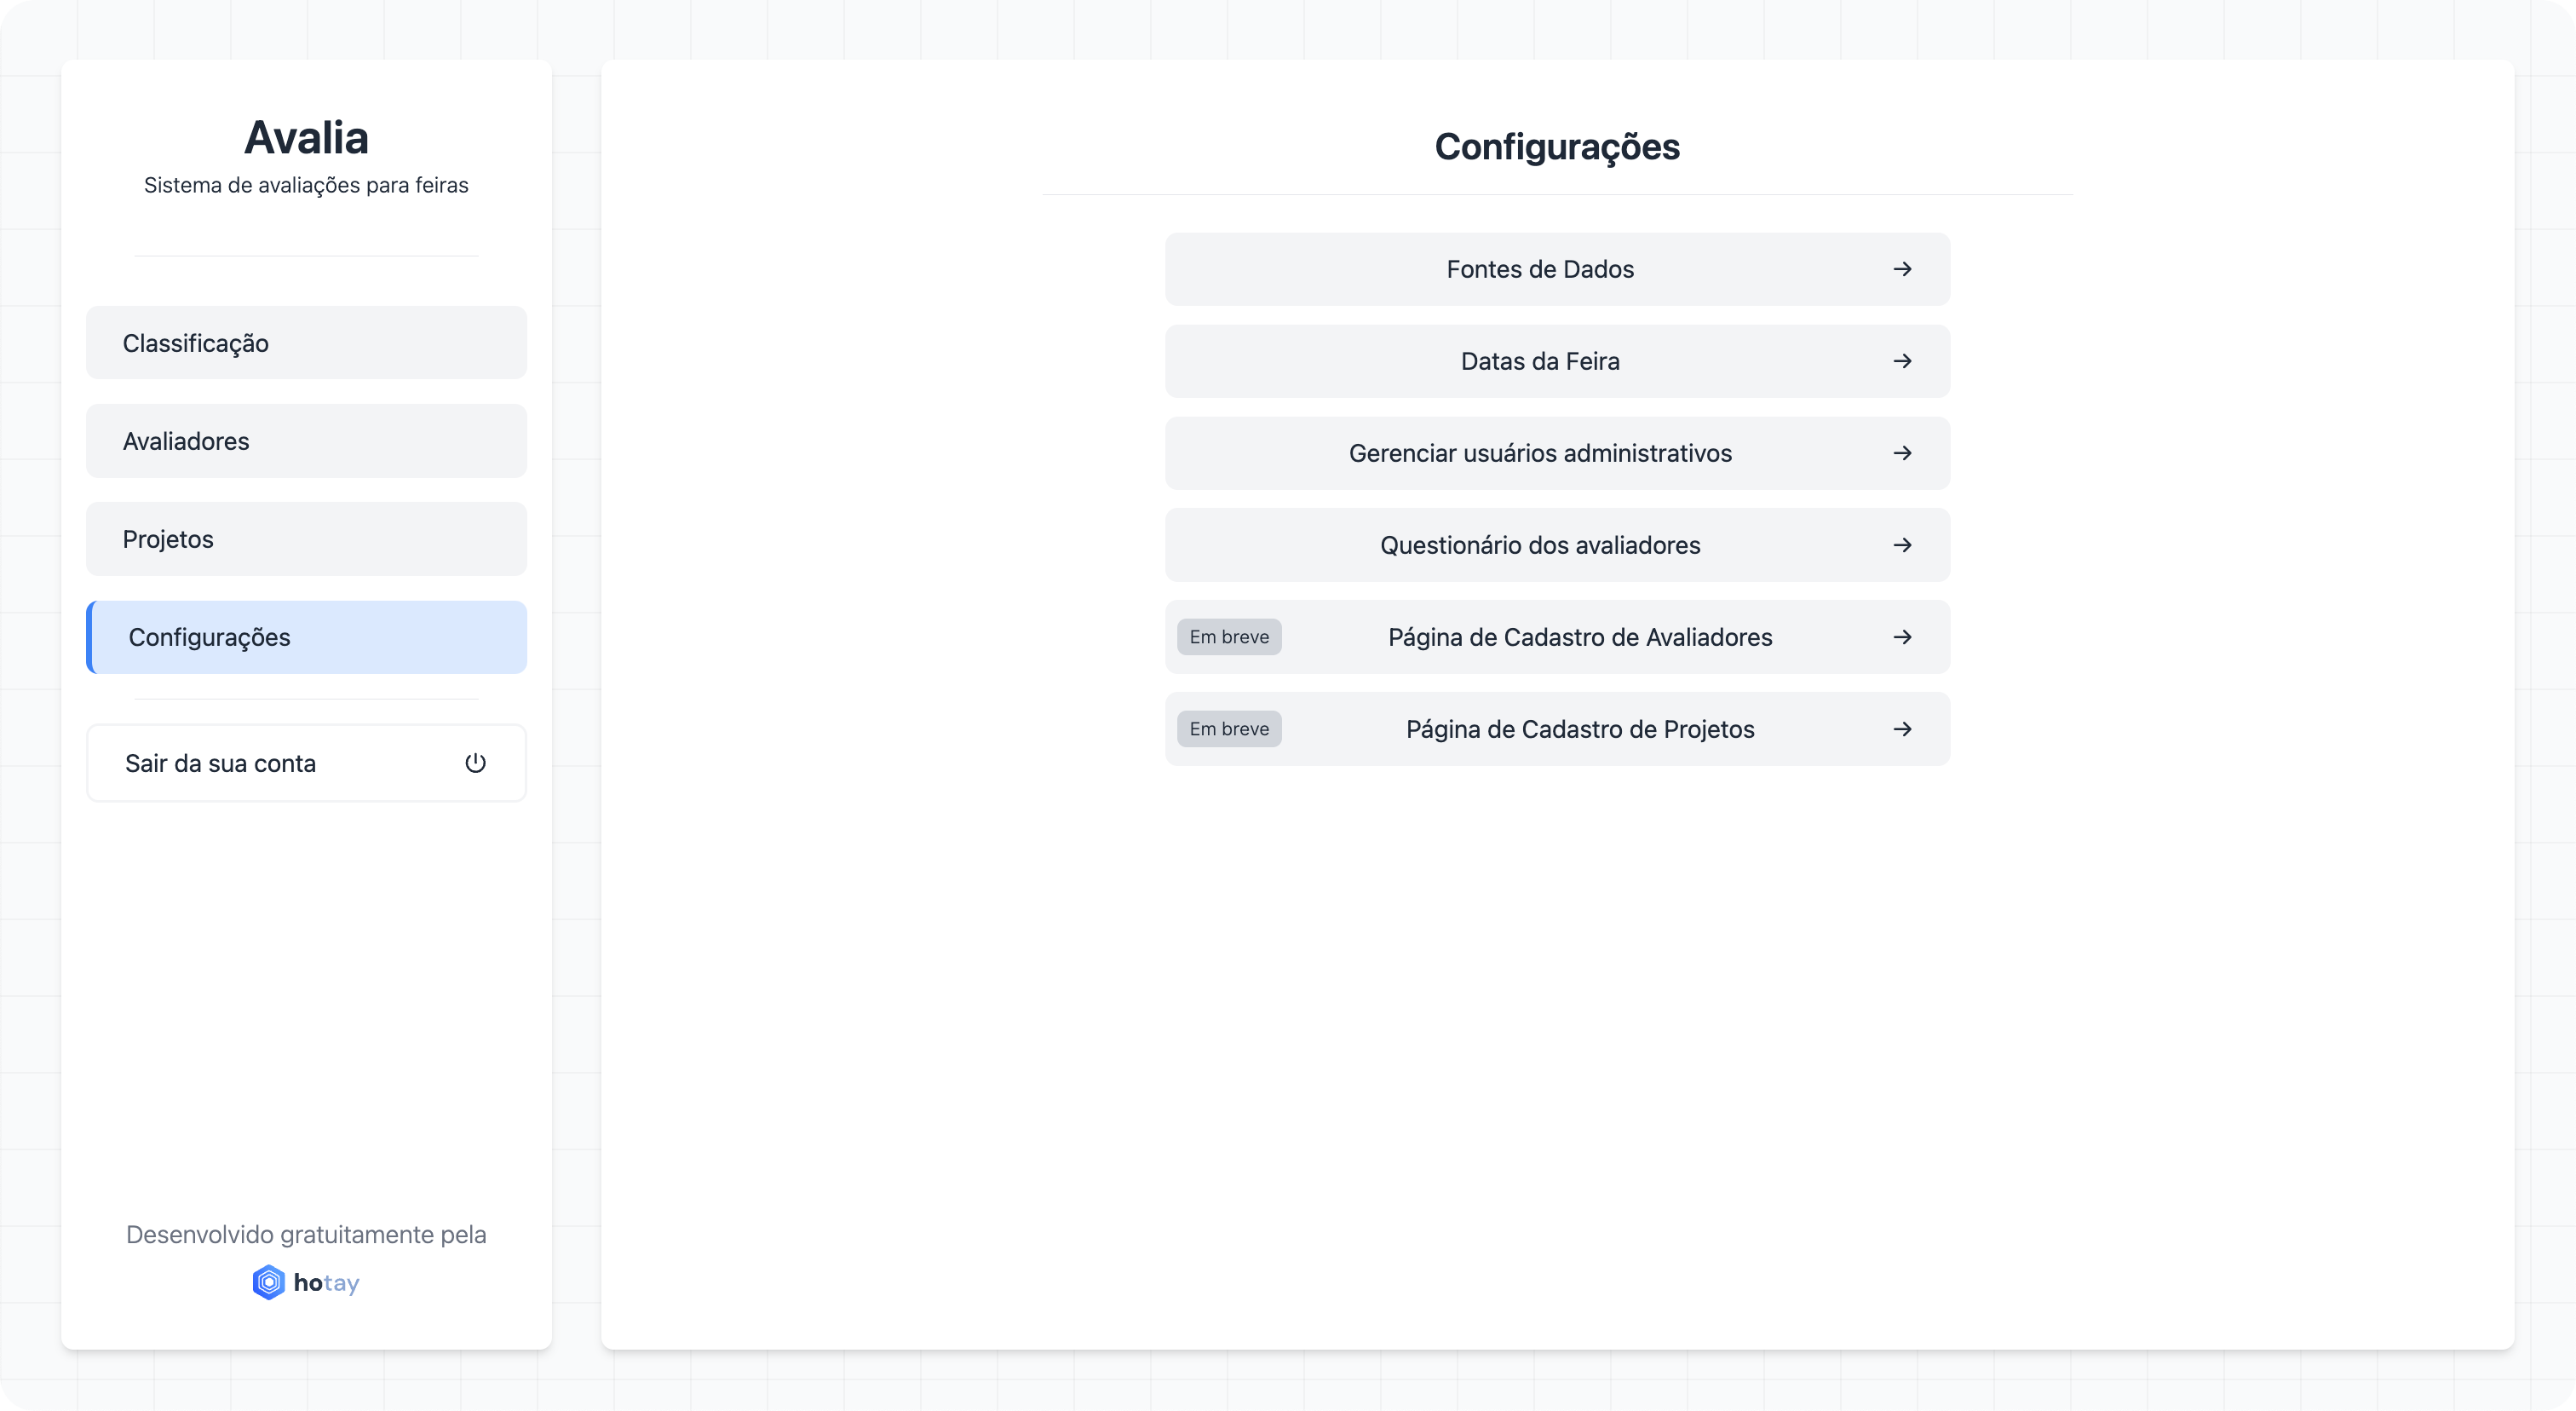 Avalia
Sistema de avaliações para feiras
Classificação
Avaliadores
Projetos
Configurações
Sair da sua conta
Desenvolvido gratuitamente pela
hotay
Configurações
Fontes de Dados
Datas da Feira
Gerenciar usuários administrativos
Questionário dos avaliadores
Em breve Página de Cadastro de Avaliadores
Em breve Página de Cadastro de Projetos